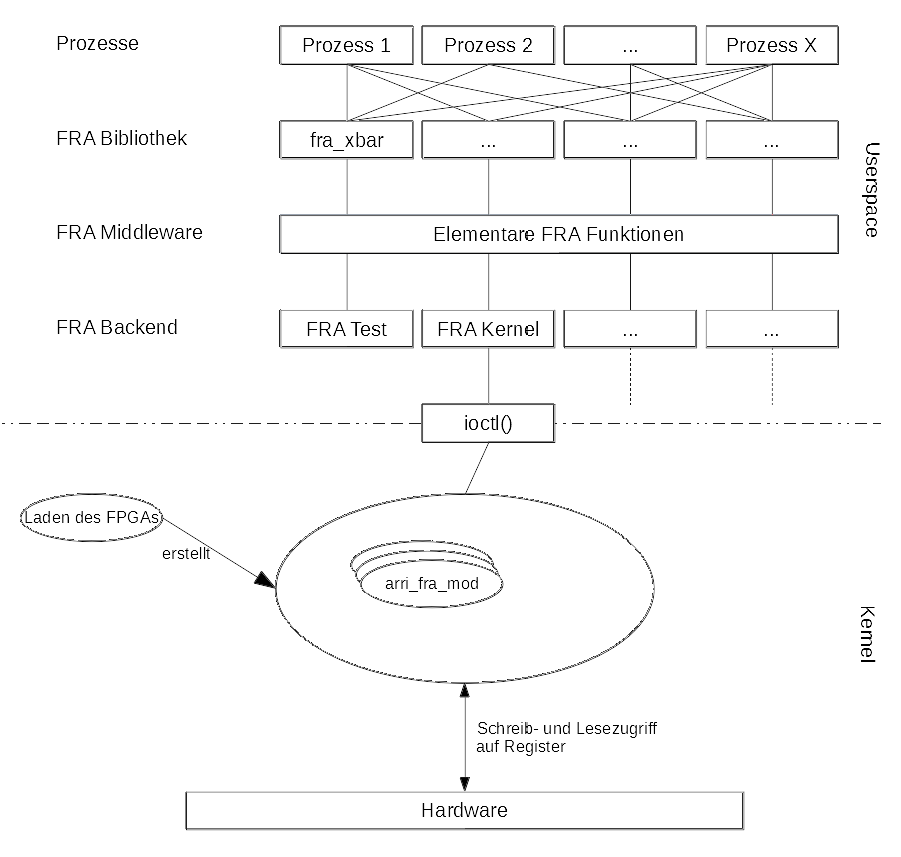 Prozesse
Prozess 1
Prozess 2
...
Prozess X
FRA Bibliothek
fra_xbar
...
...
...
Userspace
FRA Middleware
Elementare FRA Funktionen
FRA Backend
FRA Test
FRA Kernel
...
...
ioctl()
Laden des FPGAs
erstellt
arri_fra_mod
Kernel
Schreib- und Lesezugriff
auf Register
Hardware